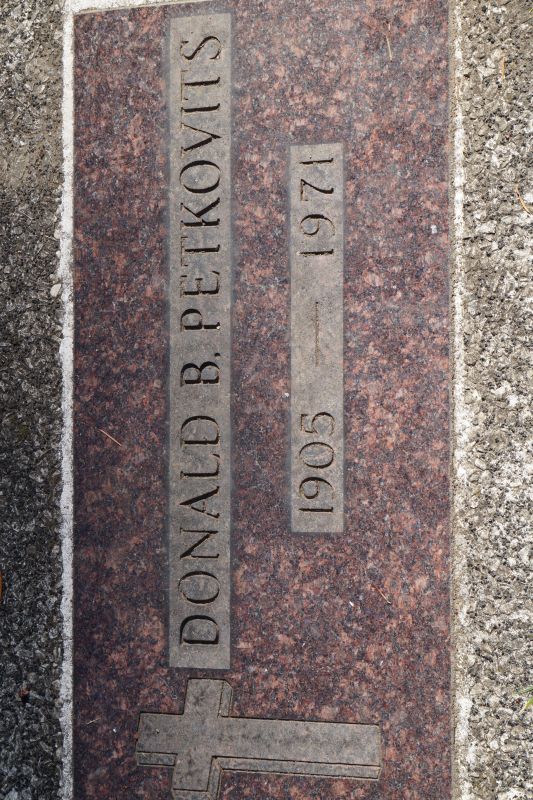 DONALD B. PETKOVITS
1905 — 1971